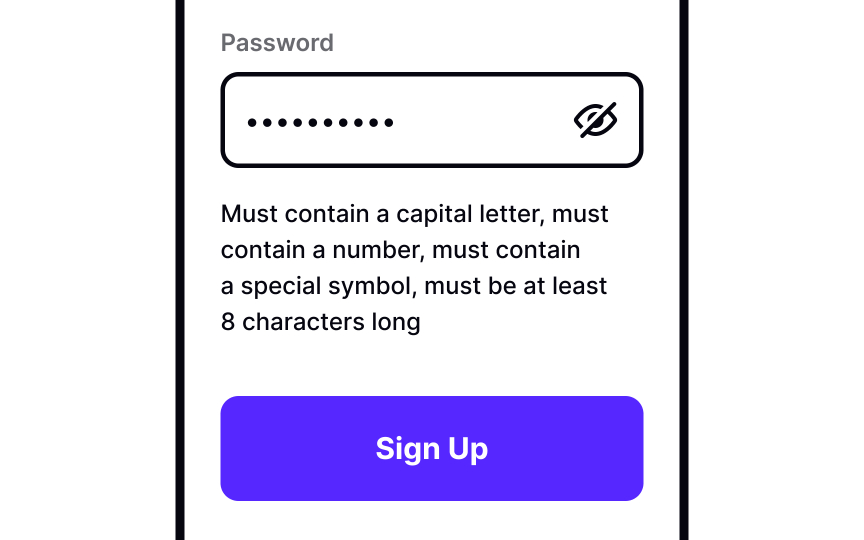 Password
••••••••••
Must contain a capital letter, must
contain a number, must contain
a special symbol, must be at least
8 characters long
Sign Up